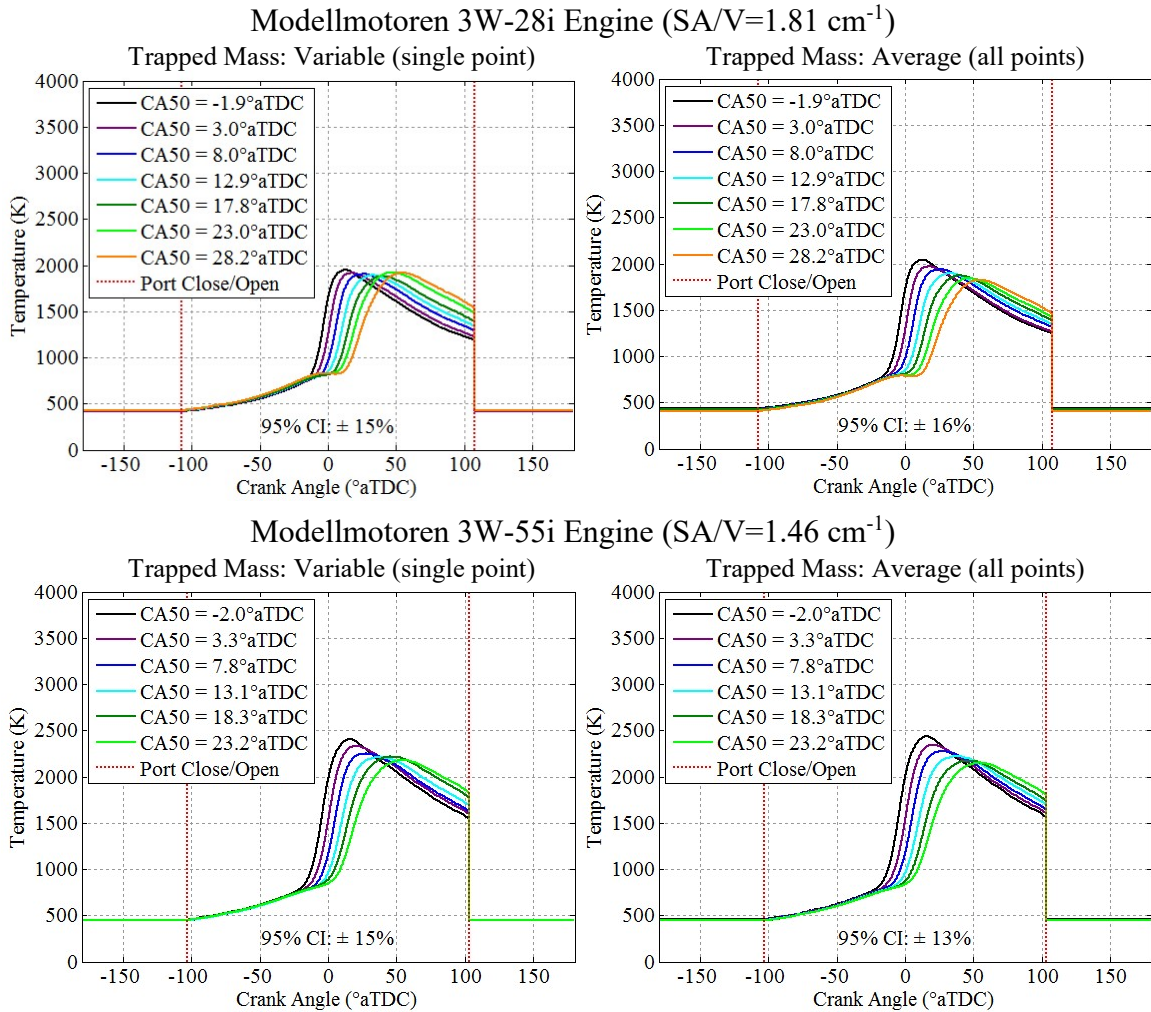 Modellmotoren 3W-28i Engine (SA/V=1.81 cm⁻¹)
Trapped Mass: Variable (single point)
Temperature (K)
4000
3500
3000
2500
2000
1500
1000
500
0
CA50 = -1.9°aTDC
CA50 = 3.0°aTDC
CA50 = 8.0°aTDC
CA50 = 12.9°aTDC
CA50 = 17.8°aTDC
CA50 = 23.0°aTDC
CA50 = 28.2°aTDC
Port Close/Open
95% CI: ± 15%
-150 -100 -50 0 50 100 150
Crank Angle (°aTDC)
Trapped Mass: Average (all points)
Temperature (K)
4000
3500
3000
2500
2000
1500
1000
500
0
CA50 = -1.9°aTDC
CA50 = 3.0°aTDC
CA50 = 8.0°aTDC
CA50 = 12.9°aTDC
CA50 = 17.8°aTDC
CA50 = 23.0°aTDC
CA50 = 28.2°aTDC
Port Close/Open
95% CI: ± 16%
-150 -100 -50 0 50 100 150
Crank Angle (°aTDC)
Modellmotoren 3W-55i Engine (SA/V=1.46 cm⁻¹)
Trapped Mass: Variable (single point)
Temperature (K)
4000
3500
3000
2500
2000
1500
1000
500
0
CA50 = -2.0°aTDC
CA50 = 3.3°aTDC
CA50 = 7.8°aTDC
CA50 = 13.1°aTDC
CA50 = 18.3°aTDC
CA50 = 23.2°aTDC
Port Close/Open
95% CI: ± 15%
-150 -100 -50 0 50 100 150
Crank Angle (°aTDC)
Trapped Mass: Average (all points)
Temperature (K)
4000
3500
3000
2500
2000
1500
1000
500
0
CA50 = -2.0°aTDC
CA50 = 3.3°aTDC
CA50 = 7.8°aTDC
CA50 = 13.1°aTDC
CA50 = 18.3°aTDC
CA50 = 23.2°aTDC
Port Close/Open
95% CI: ± 13%
-150 -100 -50 0 50 100 150
Crank Angle (°aTDC)